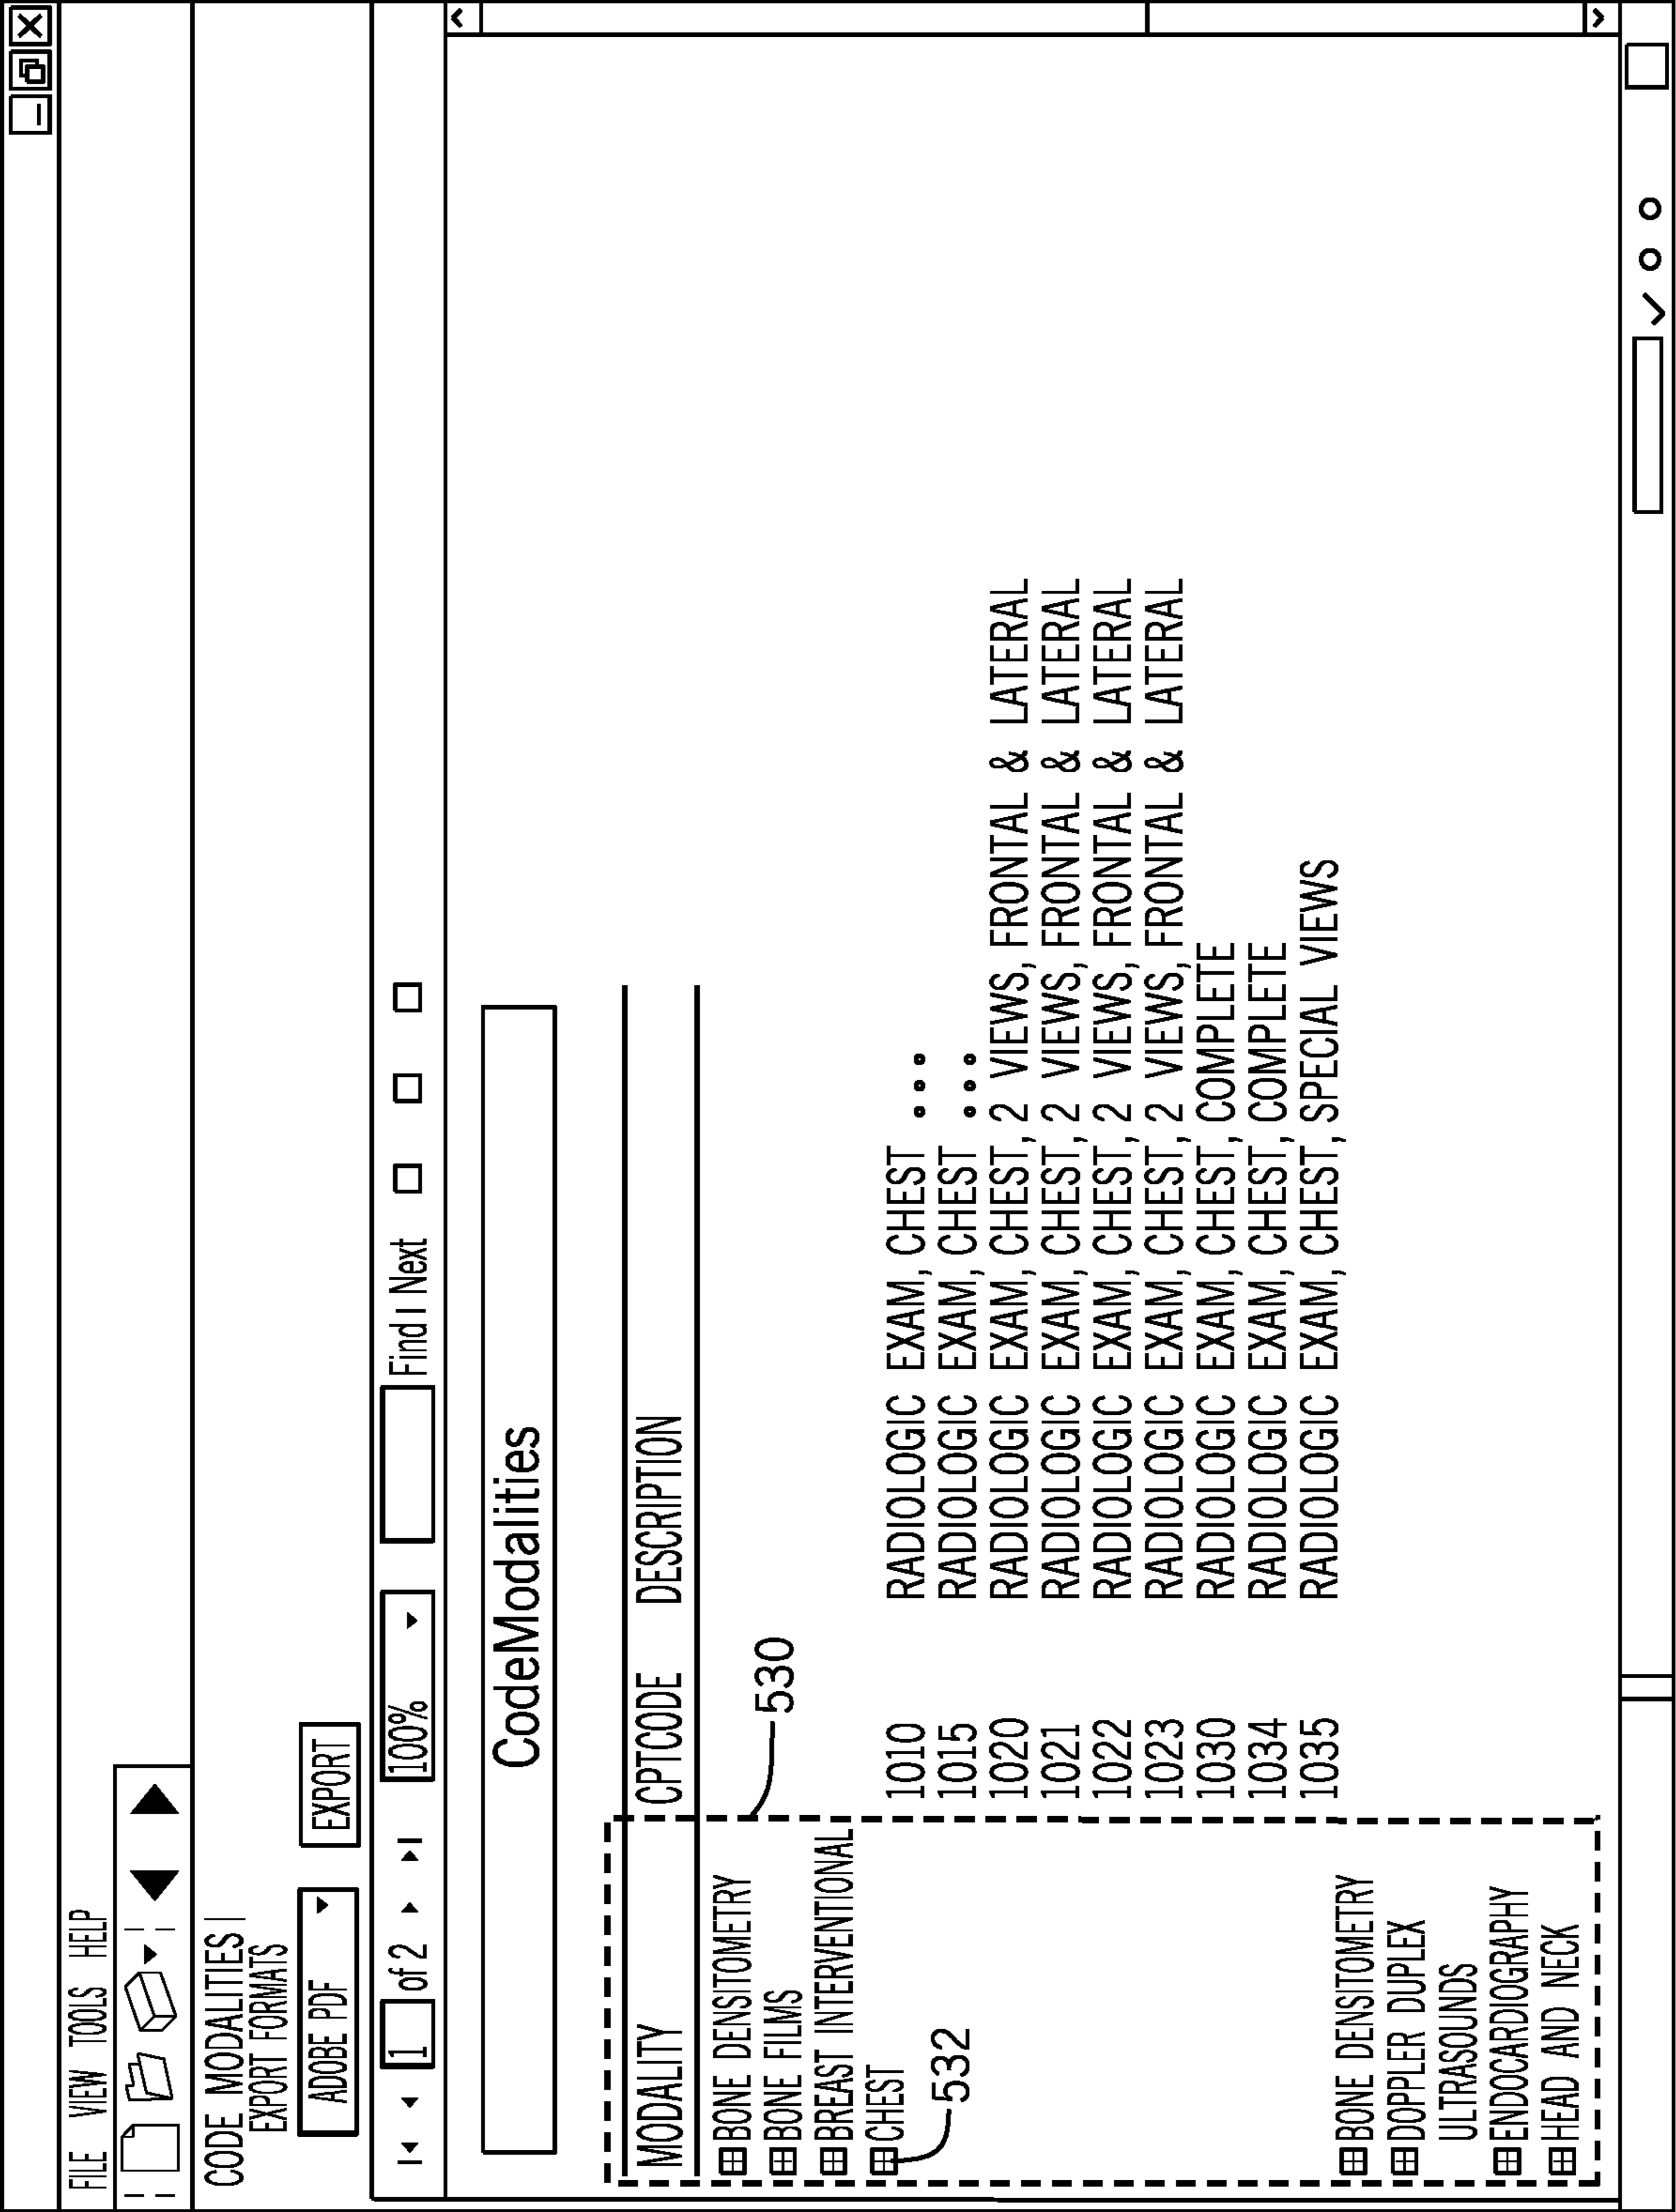 FILE VIEW TOOLS HELP
CODE MODALITIES |
EXPORT FORMATS
ADOBE PDF EXPORT
1 of 2 100% Find | Next
CodeModalities
MODALITY CPTCODE DESCRIPTION
BONE DENSITOMETRY
530
BONE FILMS
BREAST INTERVENTIONAL
CHEST
1010 RADIOLOGIC EXAM, CHEST
532
1015 RADIOLOGIC EXAM, CHEST
1020 RADIOLOGIC EXAM, CHEST, 2 VIEWS, FRONTAL & LATERAL
1021 RADIOLOGIC EXAM, CHEST, 2 VIEWS, FRONTAL & LATERAL
1022 RADIOLOGIC EXAM, CHEST, 2 VIEWS, FRONTAL & LATERAL
1023 RADIOLOGIC EXAM, CHEST, 2 VIEWS, FRONTAL & LATERAL
1030 RADIOLOGIC EXAM, CHEST, COMPLETE
1034 RADIOLOGIC EXAM, CHEST, COMPLETE
1035 RADIOLOGIC EXAM, CHEST, SPECIAL VIEWS
BONE DENSITOMETRY
DOPPLER DUPLEX
ULTRASOUNDS
ENDOCARDIOGRAPHY
HEAD AND NECK